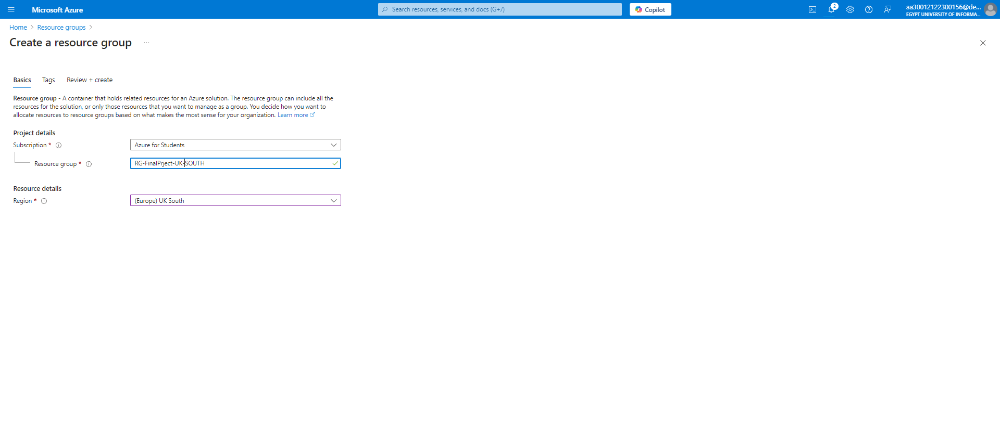 Microsoft Azure
Search resources, services, and docs (G+/)
Copilot
2
aa30012122300156@de...
EGYPT UNIVERSITY OF INFORMA...
Home > Resource groups >
Create a resource group ...
Basics Tags Review + create
Resource group - A container that holds related resources for an Azure solution. The resource group can include all the
resources for the solution, or only those resources that you want to manage as a group. You decide how you want to
allocate resources to resource groups based on what makes the most sense for your organization. Learn more
Project details
Subscription * Azure for Students
Resource group * RG-FinalPrject-UK-SOUTH
Resource details
Region * (Europe) UK South